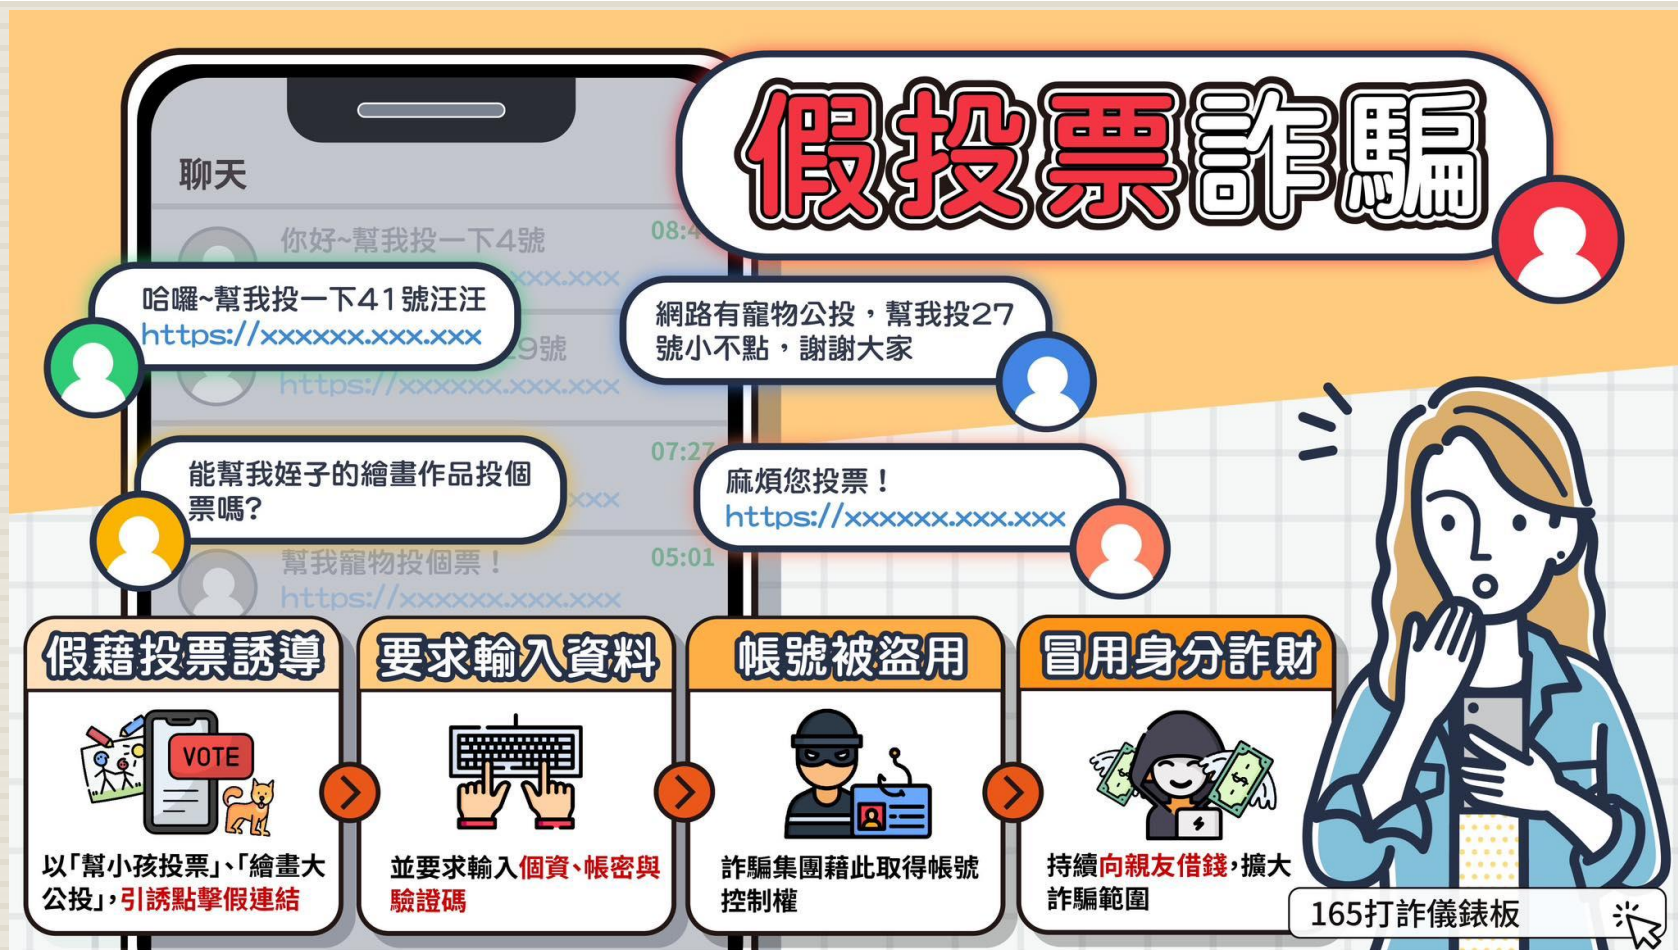 假投票詐騙
聊天
你好~幫我投一下4號
08:4
xxx.xxx
哈囉~幫我投一下41號汪汪
https://xxxxxx.xxx.xxx
網路有寵物公投,幫我投27
號小不點,謝謝大家
29號
https://xxxxxx.xxx.xxx
07:27
能幫我姪子的繪畫作品投個
票嗎?
xxx
麻煩您投票!
https://xxxxxx.xxx.xxx
幫我寵物投個票!
05:01
https://xxxxxx.xxx.xxx
假藉投票誘導
VOTE
以「幫小孩投票」、「繪畫大
公投」,引誘點擊假連結
要求輸入資料
並要求輸入個資、帳密與
驗證碼
帳號被盜用
詐騙集團藉此取得帳號
控制權
冒用身分詐財
持續向親友借錢,擴大
詐騙範圍
165打詐儀錶板